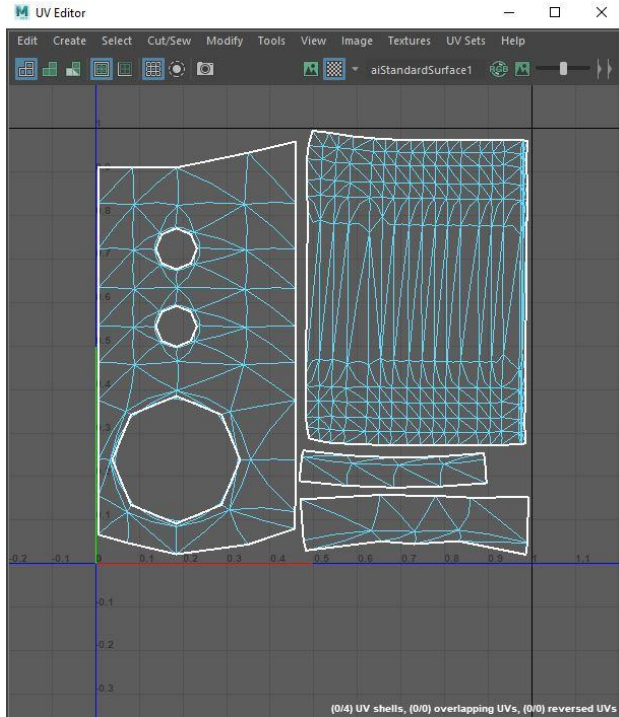 M UV Editor
Edit Create Select Cut/Sew Modify Tools View Image Textures UV Sets Help
aiStandardSurface1 RGB
1
0.8
0.7
0.6
0.5
0.4
0.3
0.2
0.1
-0.2 -0.1 0.1 0.2 0.3 0.4 0.5 0.6 0.7 0.8 0.9 1 1.1
-0.1
-0.2
-0.3
(0/4) UV shells, (0/0) overlapping UVs, (0/0) reversed UVs